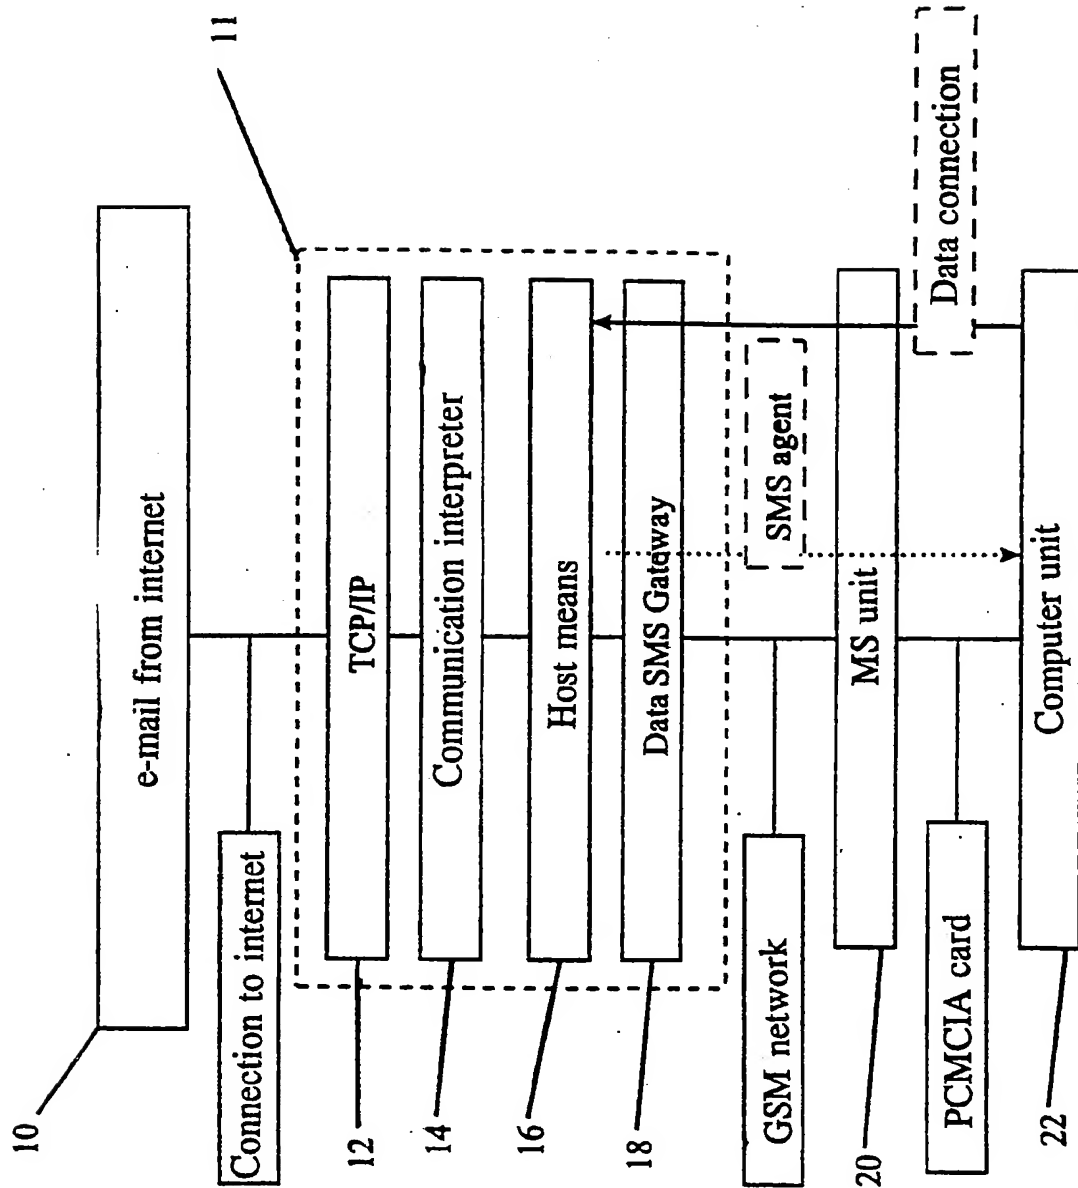 10
e-mail from internet
Connection to internet
11
12
TCP/IP
14
Communication interpreter
16
Host means
18
Data SMS Gateway
GSM network
SMS agent
20
MS unit
PCMCIA card
Data connection
22
Computer unit